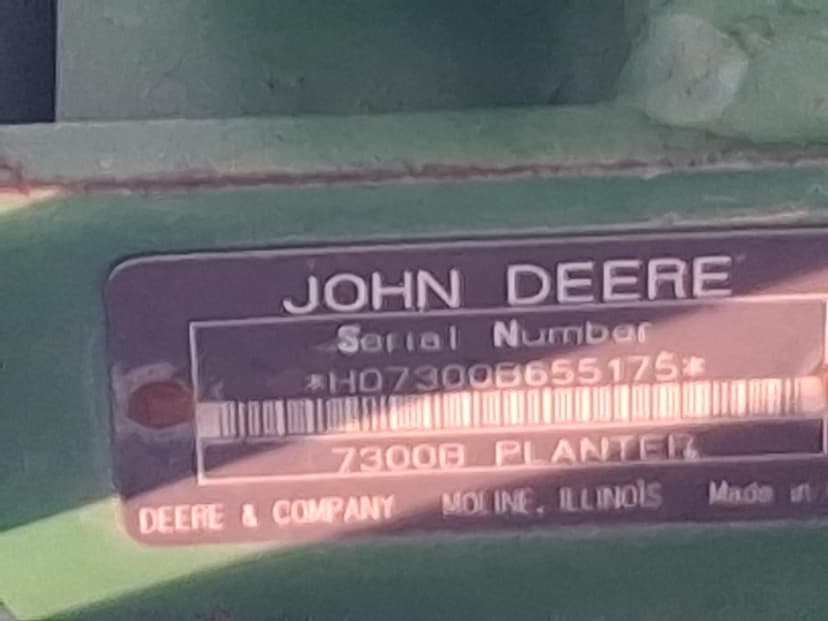 JOHN DEERE
Serial Number
*H07300B655175*
7300B PLANTER
DEERE & COMPANY MOLINE, ILLINOIS Made in